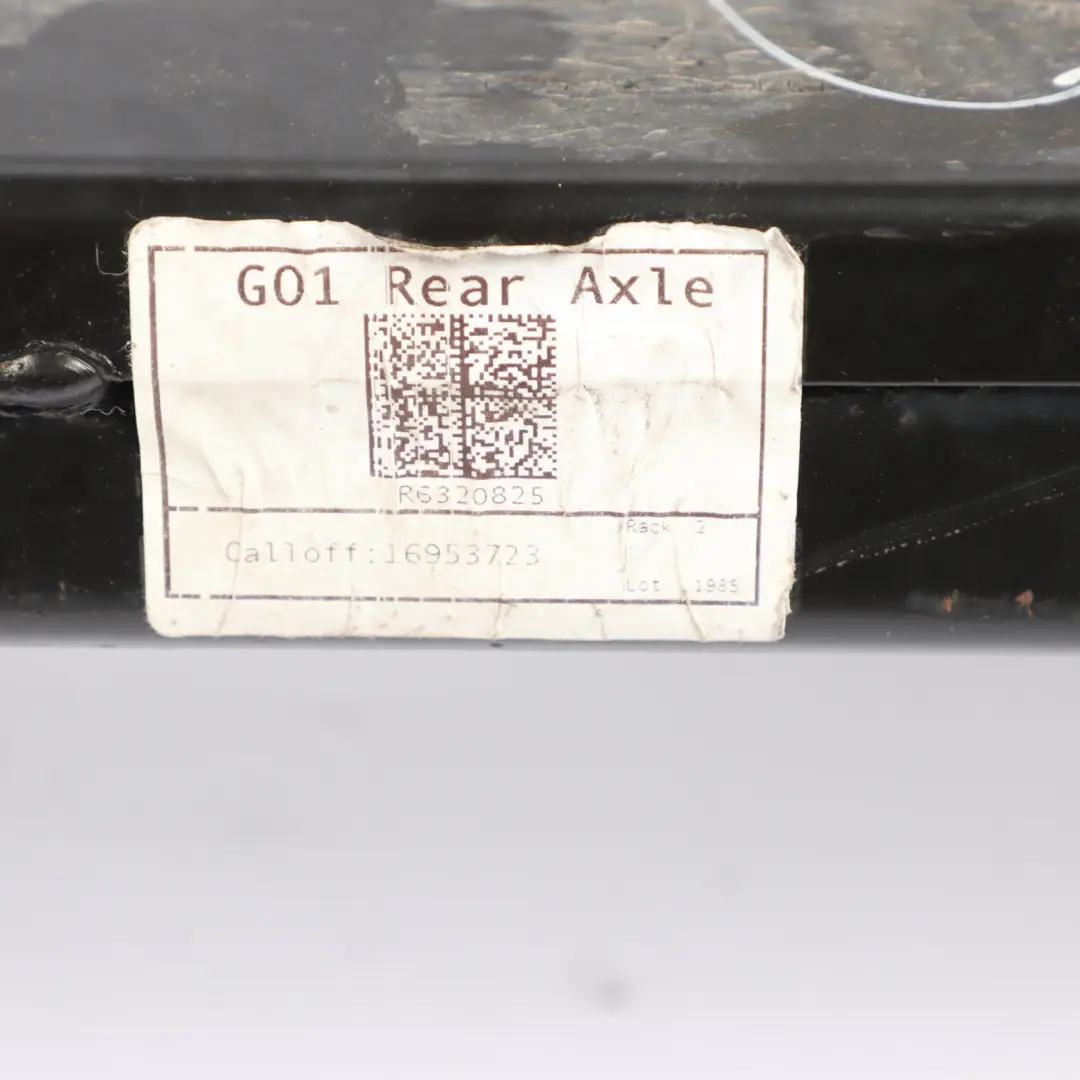 G01 Rear Axle
R6320825
Calloff:16953723
Rack 2
Lot 1985